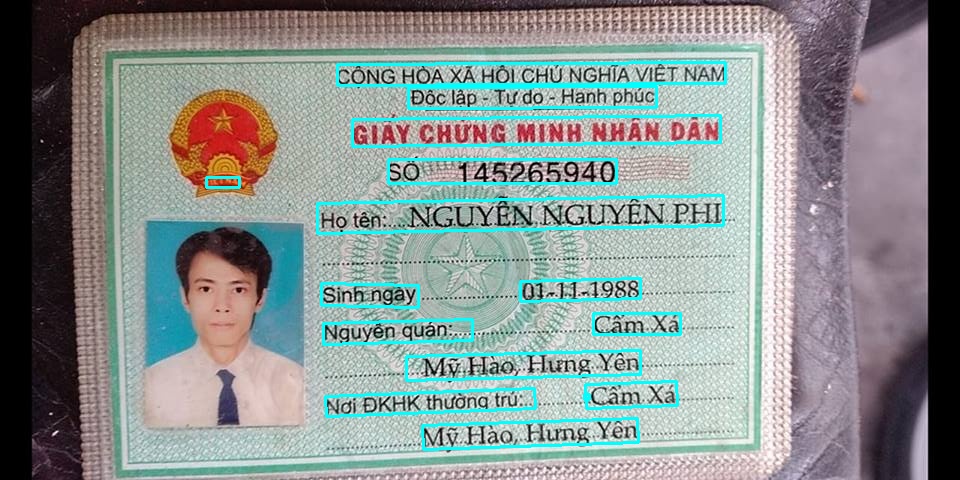 CỘNG HÒA XÃ HỘI CHỦ NGHĨA VIỆT NAM
Độc lập - Tự do - Hạnh phúc
GIẤY CHỨNG MINH NHÂN DÂN
SỐ 145265940
Họ tên: NGUYỄN NGUYÊN PHI
Sinh ngày 01-11-1988
Nguyên quán: Cẩm Xá
Mỹ Hào, Hưng Yên
Nơi ĐKHK thường trú: Cẩm Xá
Mỹ Hào, Hưng Yên